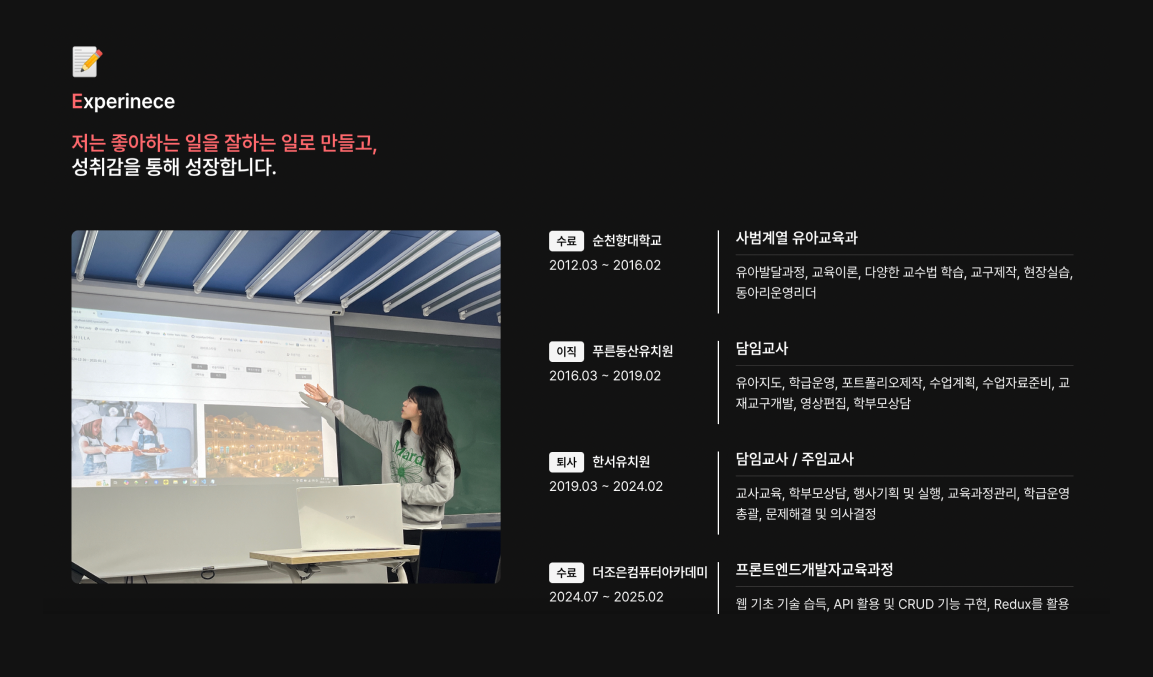 Experinece
저는 좋아하는 일을 잘하는 일로 만들고,
성취감을 통해 성장합니다.
수료 순천향대학교
2012.03 ~ 2016.02
사범계열 유아교육과
유아발달과정, 교육이론, 다양한 교수법 학습, 교구제작, 현장실습,
동아리운영리더
이직 푸른동산유치원
2016.03 ~ 2019.02
담임교사
유아지도, 학급운영, 포트폴리오제작, 수업계획, 수업자료준비, 교
재교구개발, 영상편집, 학부모상담
퇴사 한서유치원
2019.03 ~ 2024.02
담임교사 / 주임교사
교사교육, 학부모상담, 행사기획 및 실행, 교육과정관리, 학급운영
총괄, 문제해결 및 의사결정
수료 더조은컴퓨터아카데미
2024.07 ~ 2025.02
프론트엔드개발자교육과정
웹 기초 기술 습득, API 활용 및 CRUD 기능 구현, Redux를 활용